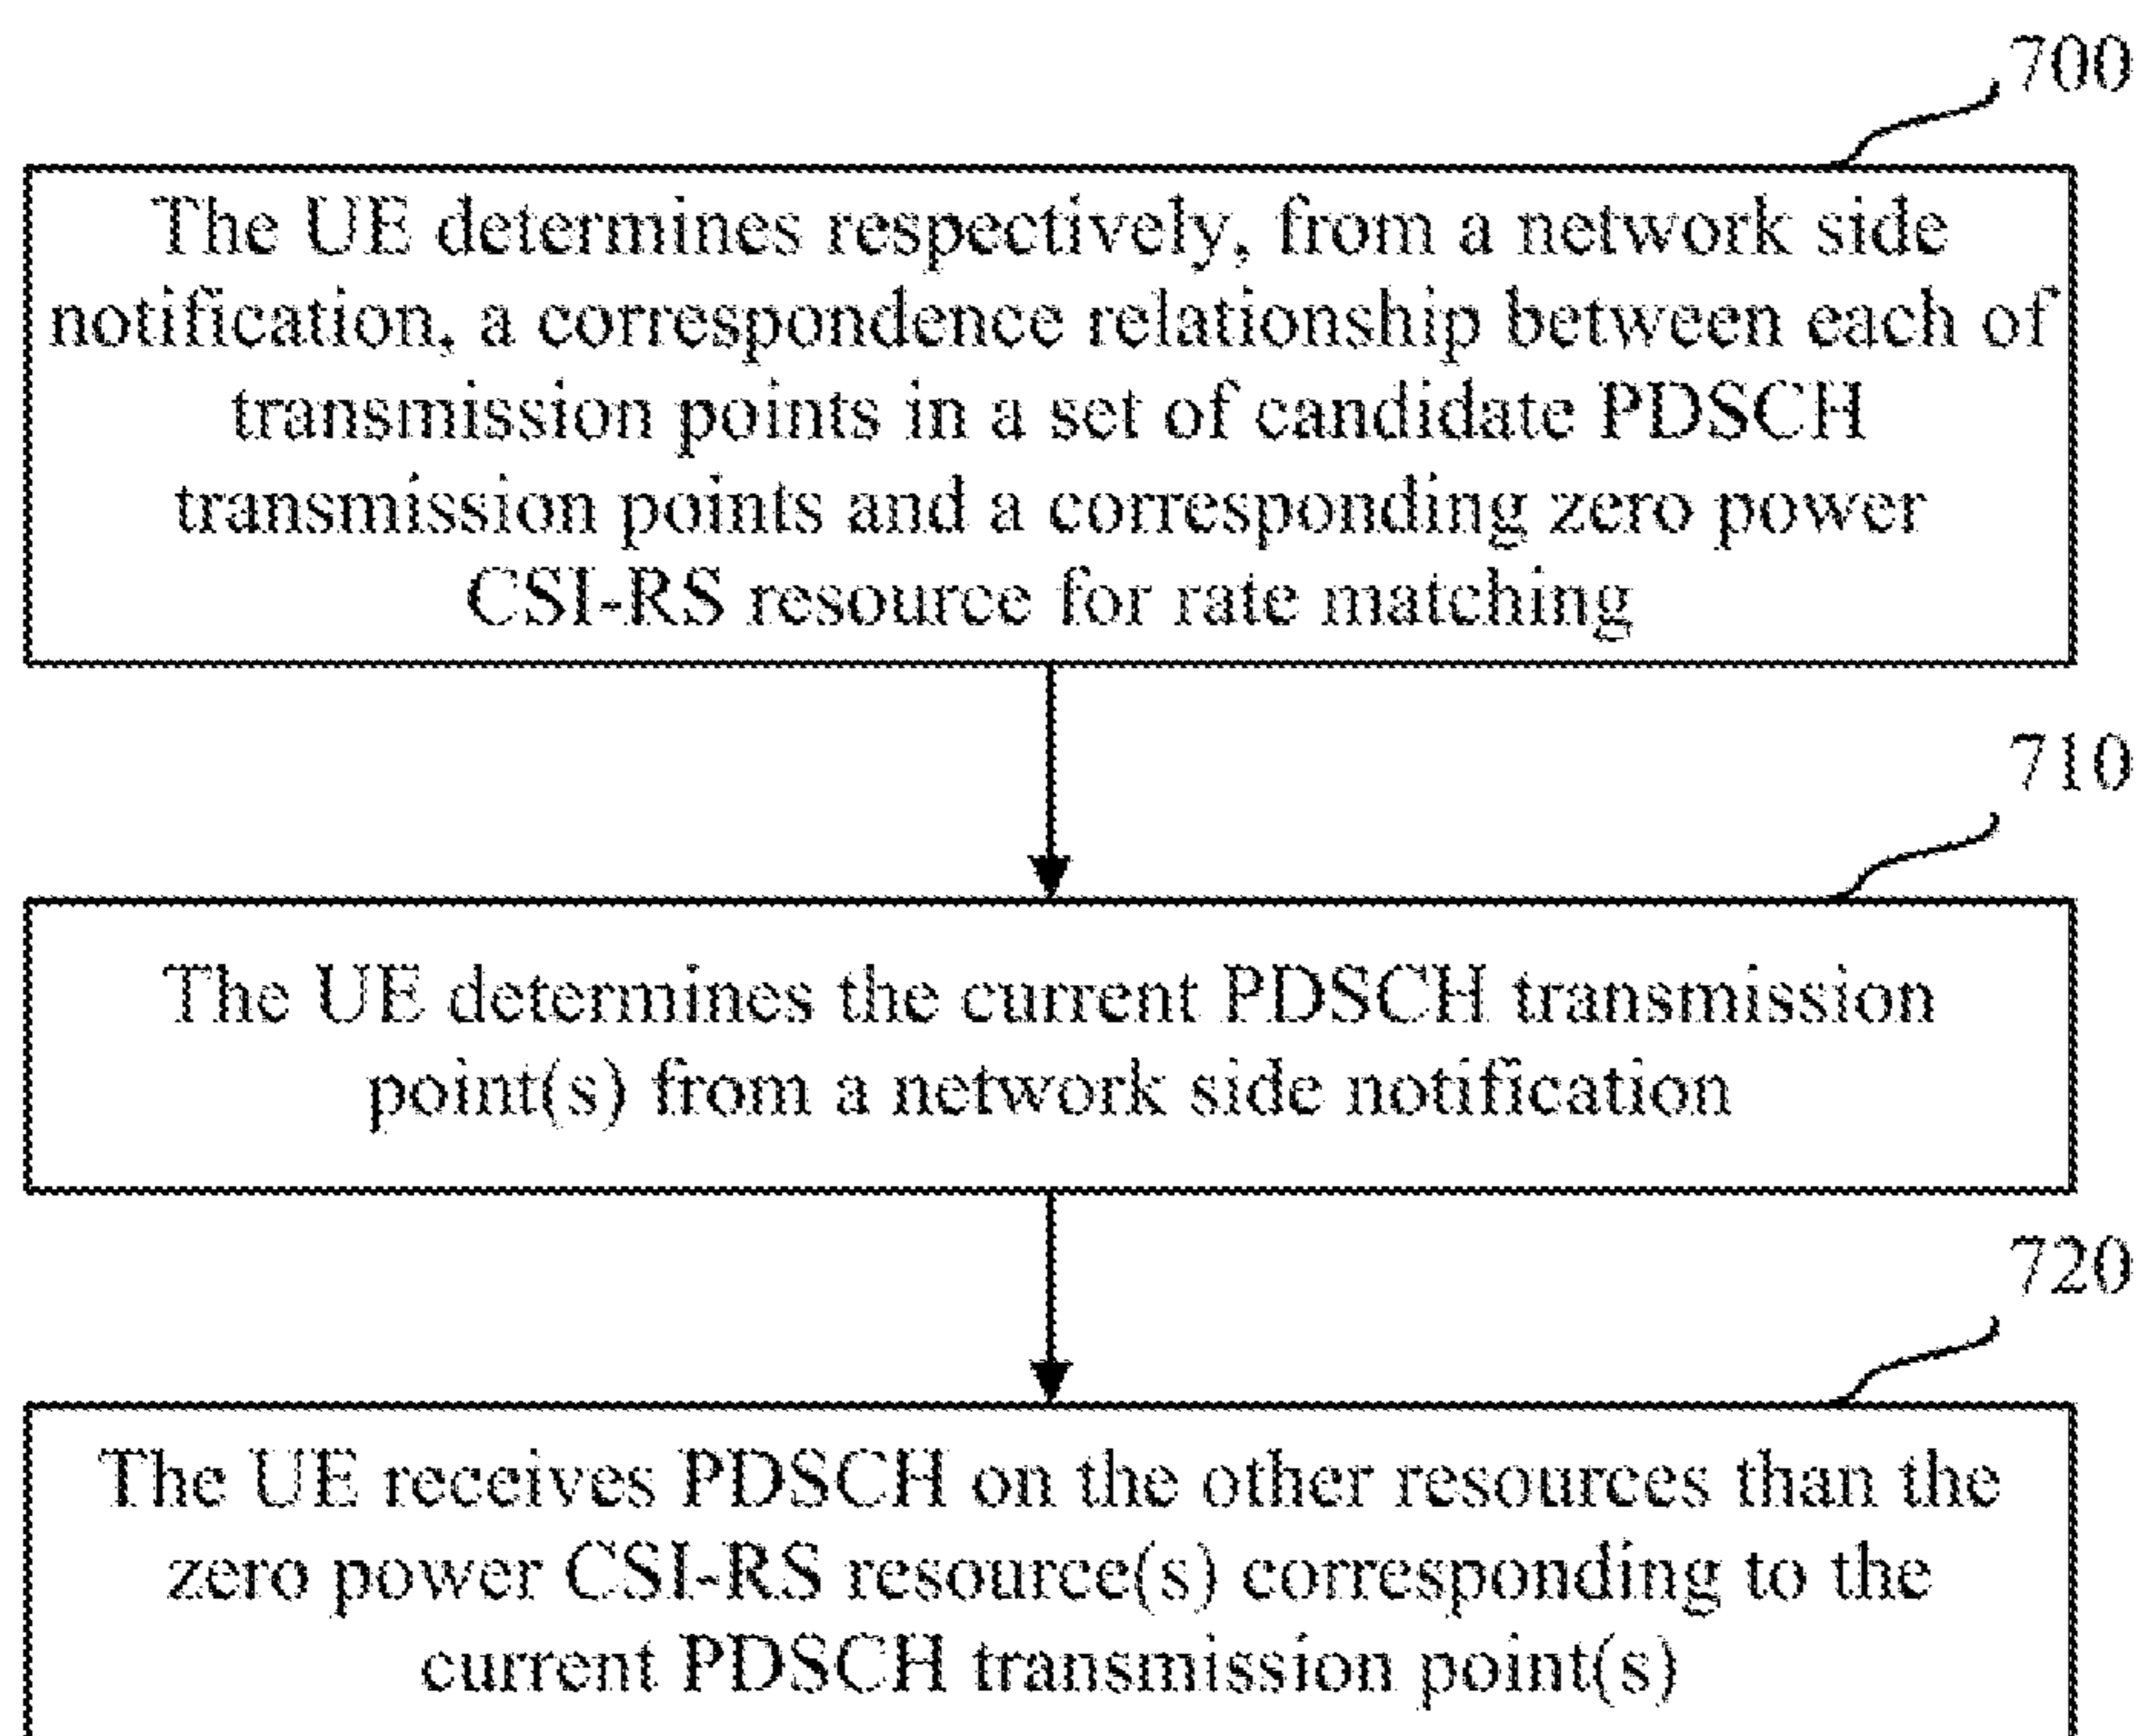 700
The UE determines respectively, from a network side
notification, a correspondence relationship between each of
transmission points in a set of candidate PDSCH
transmission points and a corresponding zero power
CSI-RS resource for rate matching
710
The UE determines the current PDSCH transmission
point(s) from a network side notification
720
The UE receives PDSCH on the other resources than the
zero power CSI-RS resource(s) corresponding to the
current PDSCH transmission point(s)